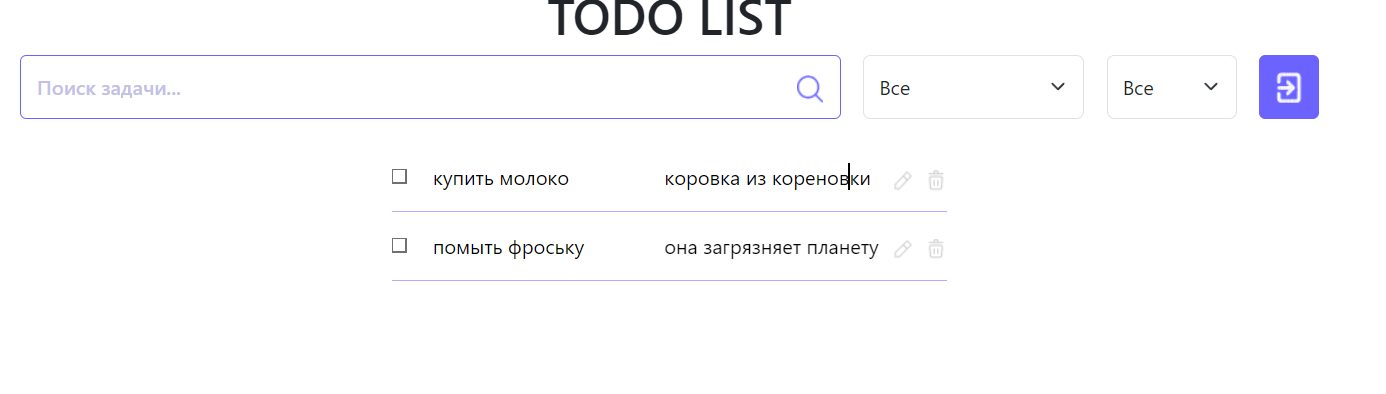 TODO LIST
Поиск задачи... Все Все
купить молоко коровка из кореновки
помыть фроську она загрязняет планету